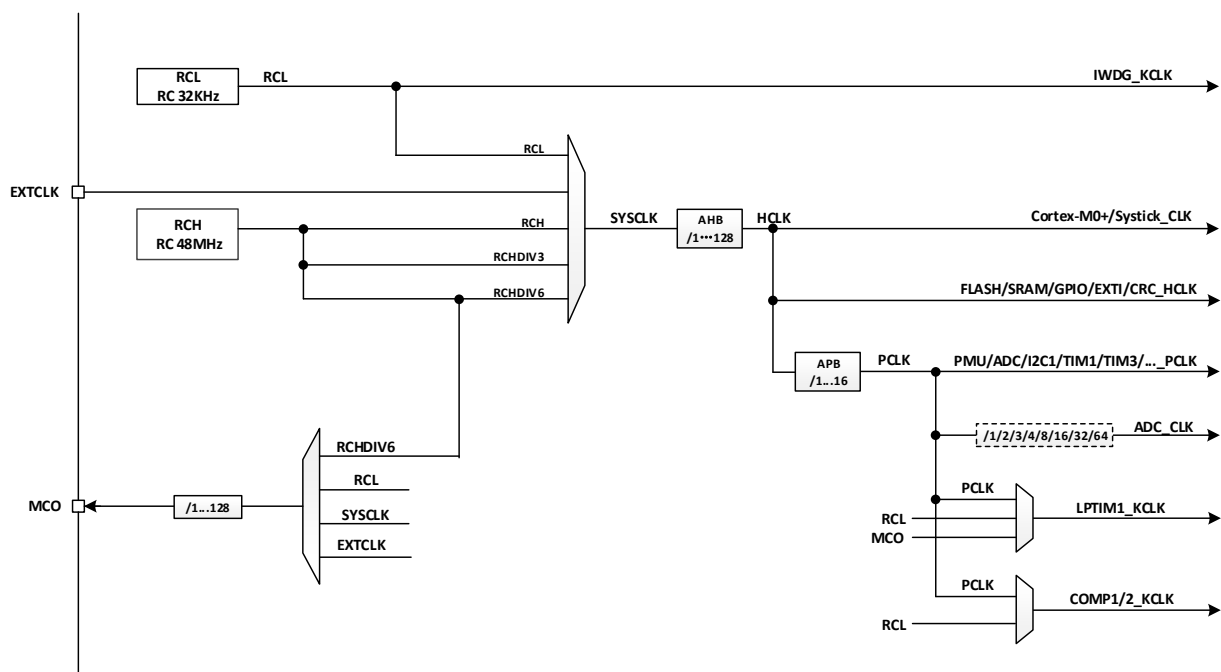 RCL
RC 32KHz
RCL
IWDG_KCLK
RCL
EXTCLK
RCH
RC 48MHz
RCH
SYSCLK
AHB
/1···128
HCLK
Cortex-M0+/Systick_CLK
RCHDIV3
RCHDIV6
FLASH/SRAM/GPIO/EXTI/CRC_HCLK
APB
/1...16
PCLK
PMU/ADC/I2C1/TIM1/TIM3/..._PCLK
/1/2/3/4/8/16/32/64
ADC_CLK
RCHDIV6
RCL
SYSCLK
EXTCLK
MCO
/1...128
PCLK
RCL
MCO
LPTIM1_KCLK
PCLK
RCL
COMP1/2_KCLK